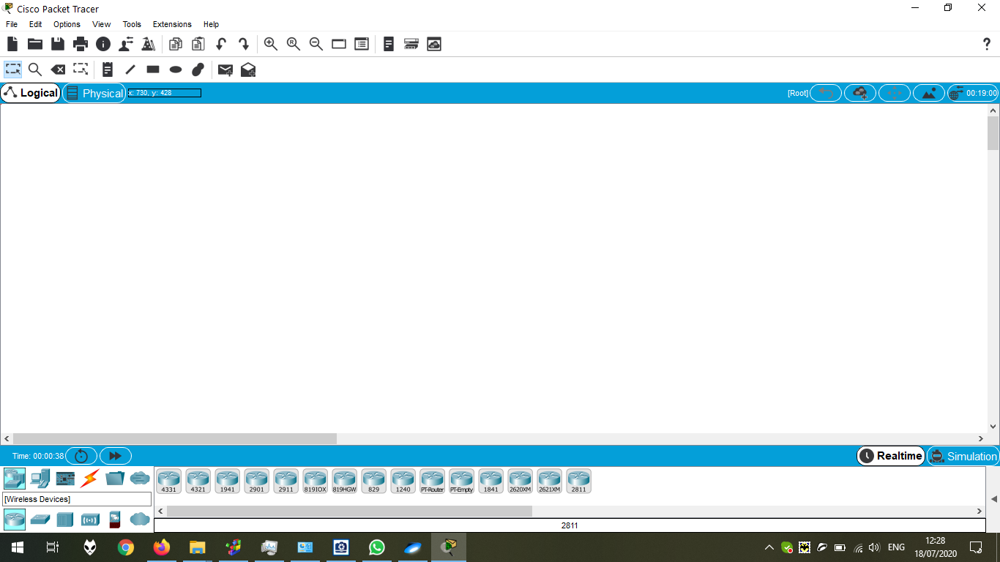 Cisco Packet Tracer
File Edit Options View Tools Extensions Help
R ?
Logical Physical x: 730, y: 428 [Root] 00:19:00
Time: 00:00:38 Realtime Simulation
4331 4321 1941 2901 2911 819IOX 819HGW 829 1240 PT-Router PT-Empty 1841 2620XM 2621XM 2811
[Wireless Devices]
2811
ENG
12:28
18/07/2020